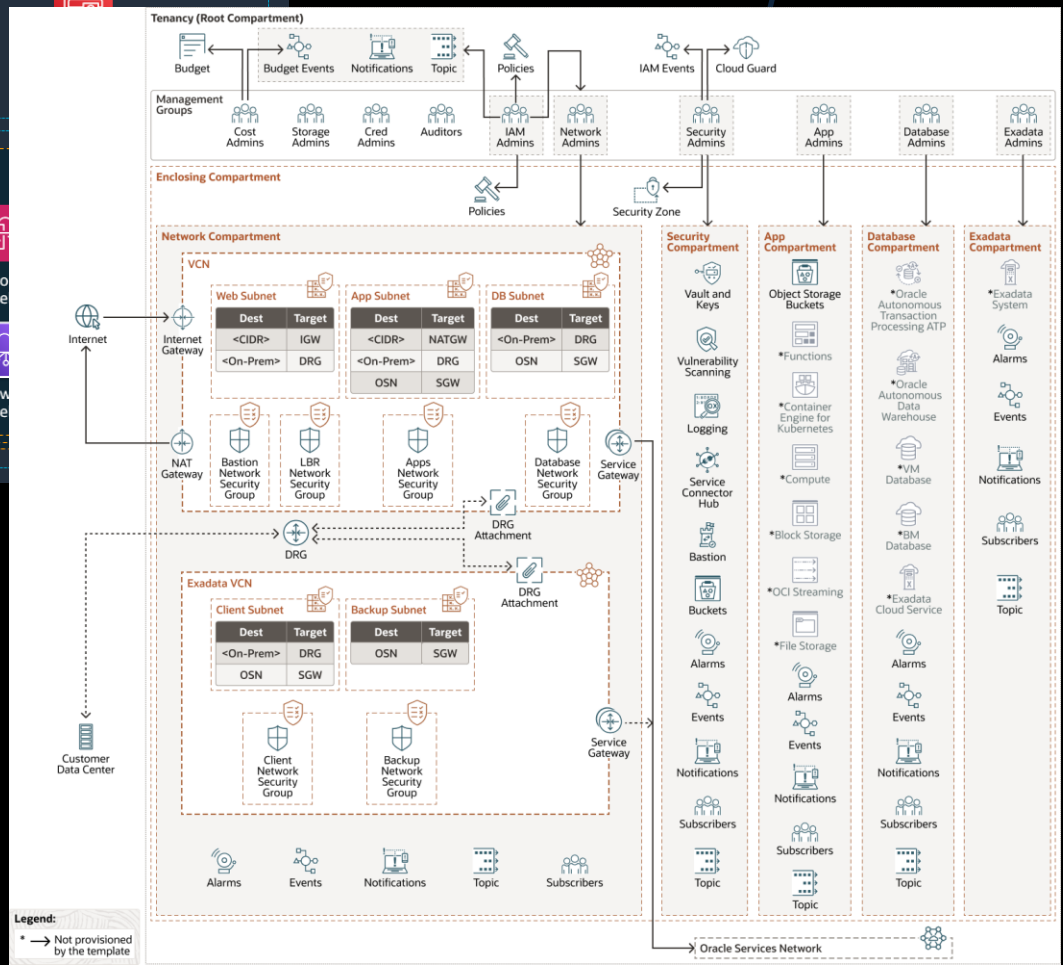 Tenancy (Root Compartment)
Budget
Budget Events
Notifications
Topic
Policies
IAM Events
Cloud Guard
Management
Groups
Cost
Admins
Storage
Admins
Cred
Admins
Auditors
IAM
Admins
Network
Admins
Security
Admins
App
Admins
Database
Admins
Exadata
Admins
Enclosing Compartment
Policies
Security Zone
Network Compartment
VCN
Web Subnet
Dest Target
<CIDR> IGW
<On-Prem> DRG
App Subnet
Dest Target
<CIDR> NATGW
<On-Prem> DRG
OSN SGW
DB Subnet
Dest Target
<On-Prem> DRG
OSN SGW
Internet
Internet
Gateway
NAT
Gateway
Bastion
Network
Security
Group
LBR
Network
Security
Group
Apps
Network
Security
Group
Database
Network
Security
Group
Service
Gateway
DRG
Attachment
DRG
DRG
Attachment
Exadata VCN
Client Subnet
Dest Target
<On-Prem> DRG
OSN SGW
Backup Subnet
Dest Target
OSN SGW
Client
Network
Security
Group
Backup
Network
Security
Group
Service
Gateway
Customer
Data Center
Alarms
Events
Notifications
Topic
Subscribers
Security
Compartment
Vault and
Keys
Vulnerability
Scanning
Logging
Service
Connector
Hub
Bastion
Buckets
Alarms
Events
Notifications
Subscribers
Topic
App
Compartment
Object Storage
Buckets
*Functions
*Container
Engine for
Kubernetes
*Compute
*Block Storage
*OCI Streaming
*File Storage
Alarms
Events
Notifications
Subscribers
Topic
Database
Compartment
*Oracle
Autonomous
Transaction
Processing ATP
*Oracle
Autonomous
Data
Warehouse
*VM
Database
*BM
Database
*Exadata
Cloud Service
Alarms
Events
Notifications
Subscribers
Topic
Exadata
Compartment
*Exadata
System
Alarms
Events
Notifications
Subscribers
Topic
Oracle Services Network
Legend:
* → Not provisioned
by the template